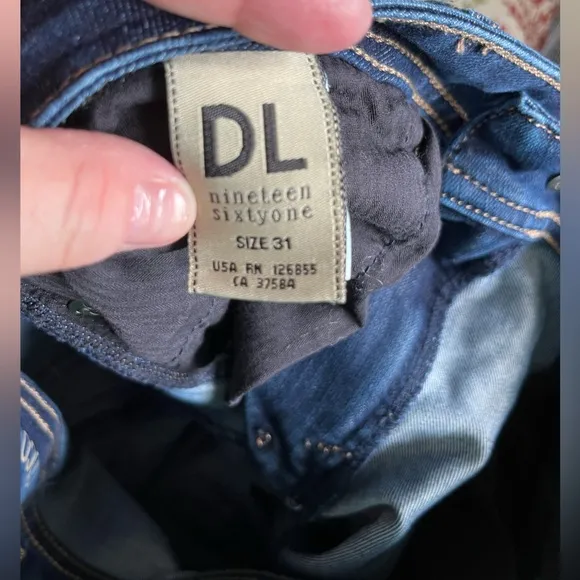 DL
nineteen
sixtyone
SIZE 31
USA RN 126855
CA 37584